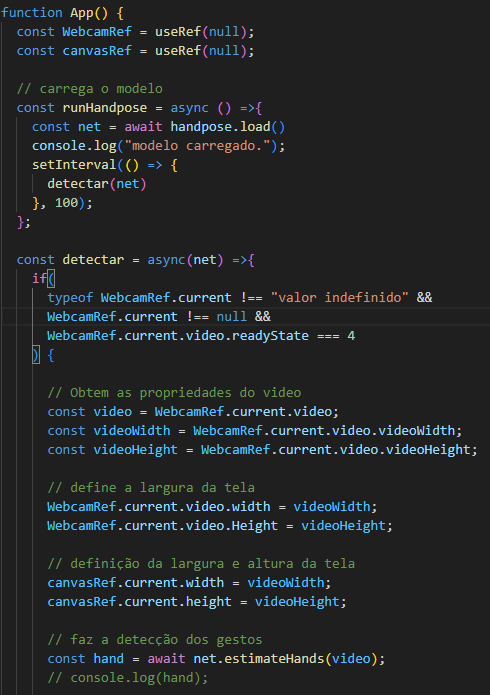 function App() {
  const WebcamRef = useRef(null);
  const canvasRef = useRef(null);

  // carrega o modelo
  const runHandpose = async () =>{
    const net = await handpose.load()
    console.log("modelo carregado.");
    setInterval(() => {
      detectar(net)
    }, 100);
  };

  const detectar = async(net) =>{
    if(
      typeof WebcamRef.current !== "valor indefinido" &&
      WebcamRef.current !== null &&
      WebcamRef.current.video.readyState === 4
    ) {

      // Obtem as propriedades do video
      const video = WebcamRef.current.video;
      const videoWidth = WebcamRef.current.video.videoWidth;
      const videoHeight = WebcamRef.current.video.videoHeight;

      // define a largura da tela
      WebcamRef.current.video.width = videoWidth;
      WebcamRef.current.video.Height = videoHeight;

      // definição da largura e altura da tela
      canvasRef.current.width = videoWidth;
      canvasRef.current.height = videoHeight;

      // faz a detecção dos gestos
      const hand = await net.estimateHands(video);
      // console.log(hand);